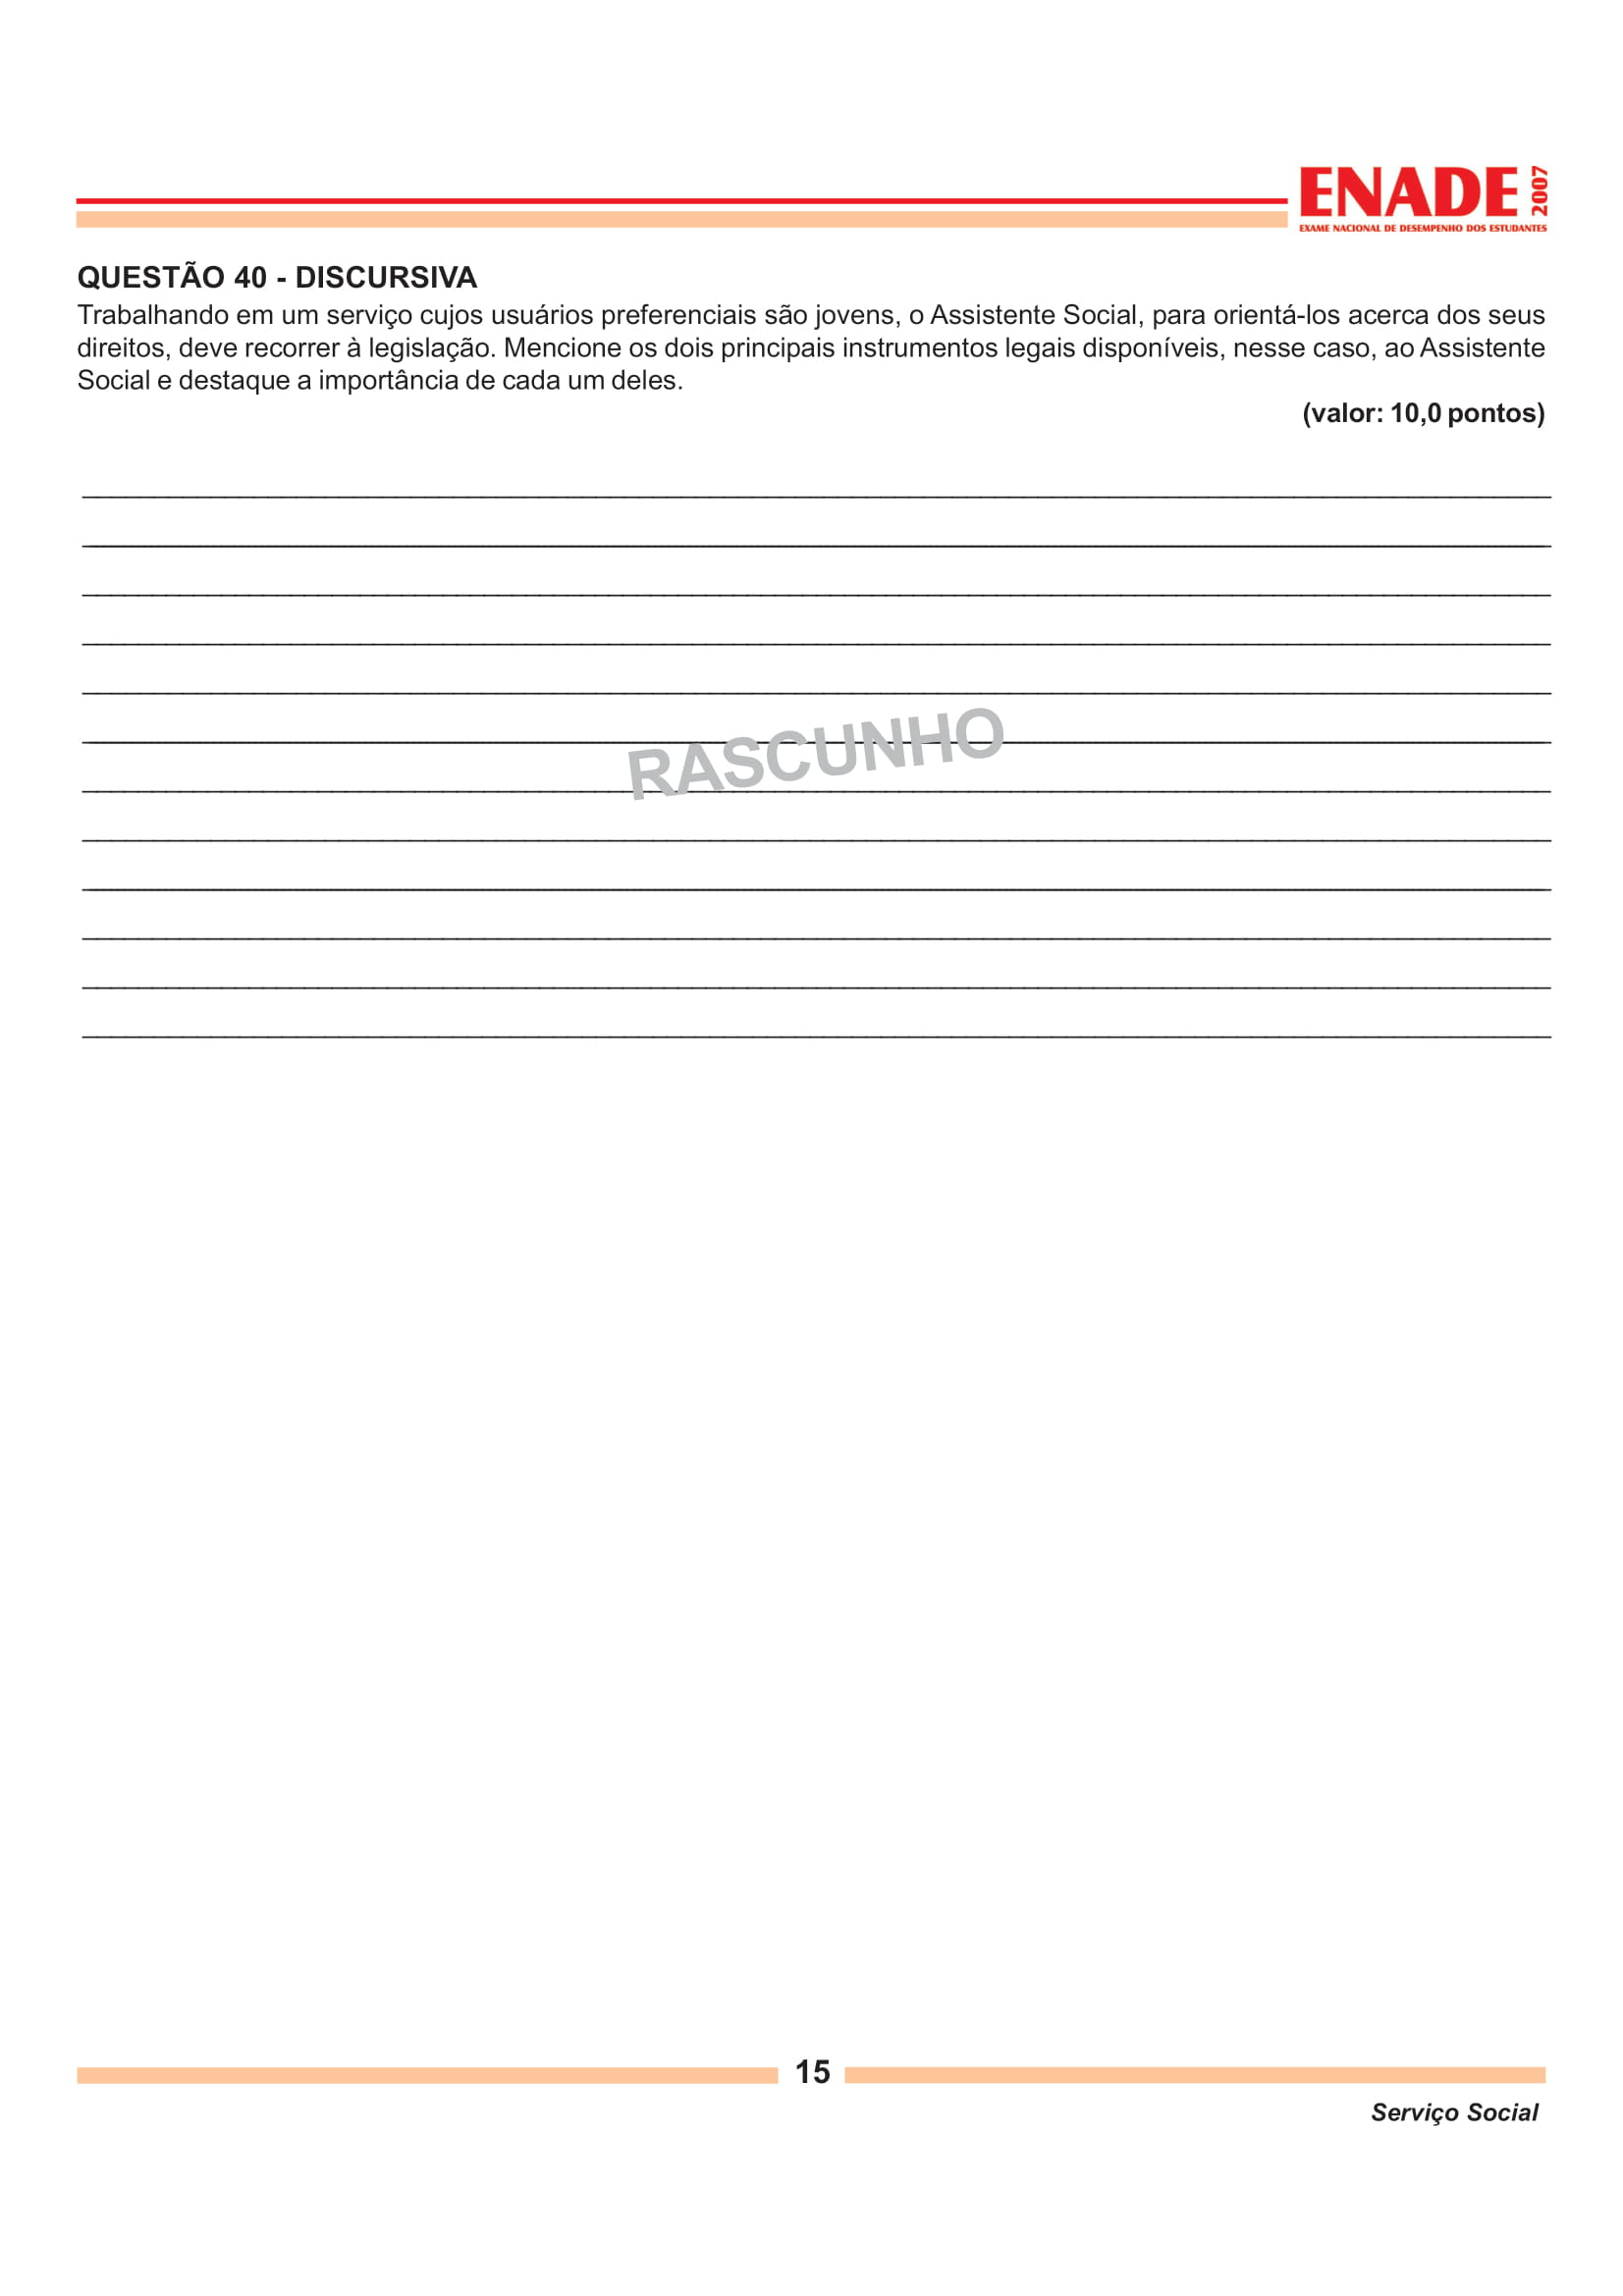 ENADE 2007
EXAME NACIONAL DE DESEMPENHO DOS ESTUDANTES
QUESTÃO 40 - DISCURSIVA
Trabalhando em um serviço cujos usuários preferenciais são jovens, o Assistente Social, para orientá-los acerca dos seus
direitos, deve recorrer à legislação. Mencione os dois principais instrumentos legais disponíveis, nesse caso, ao Assistente
Social e destaque a importância de cada um deles.
(valor: 10,0 pontos)
RASCUNHO
15
Serviço Social